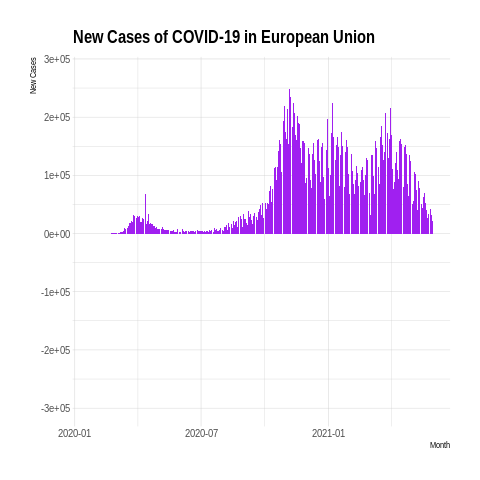 New Cases of COVID-19 in European Union
New Cases
3e+05
2e+05
1e+05
0e+00
-1e+05
-2e+05
-3e+05
2020-01 2020-07 2021-01
Month